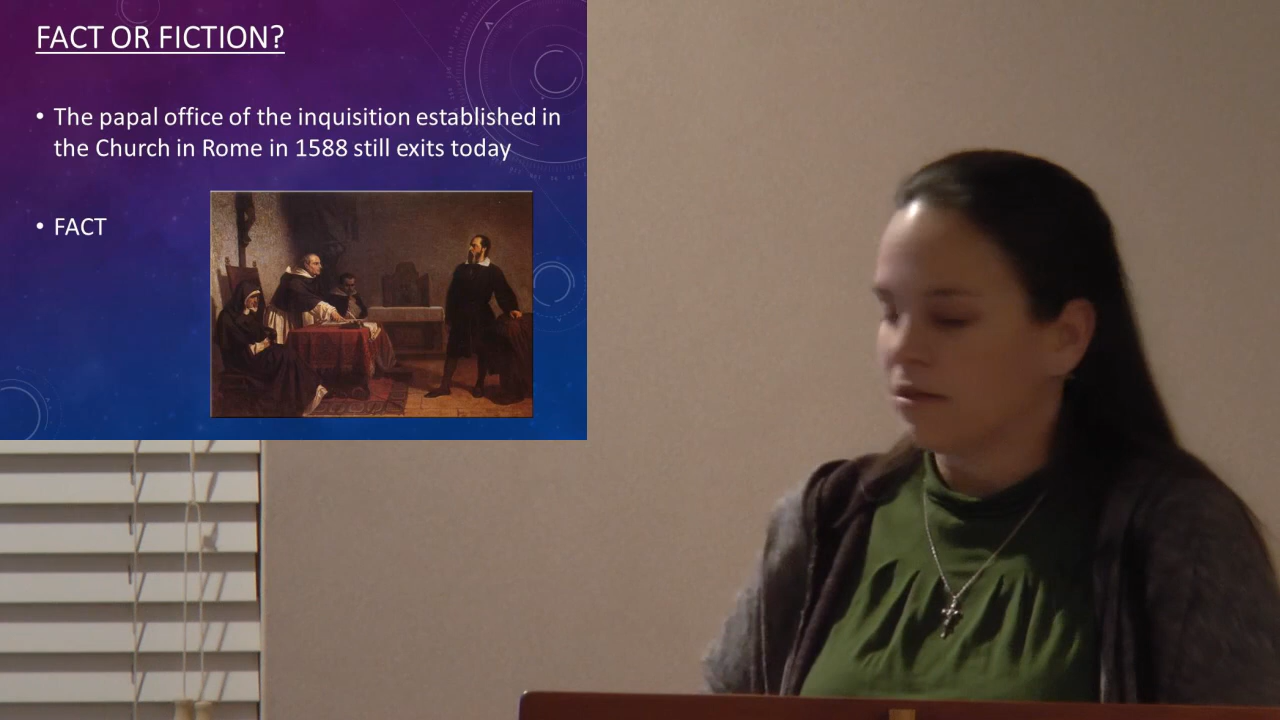 FACT OR FICTION?
• The papal office of the inquisition established in
the Church in Rome in 1588 still exits today
• FACT